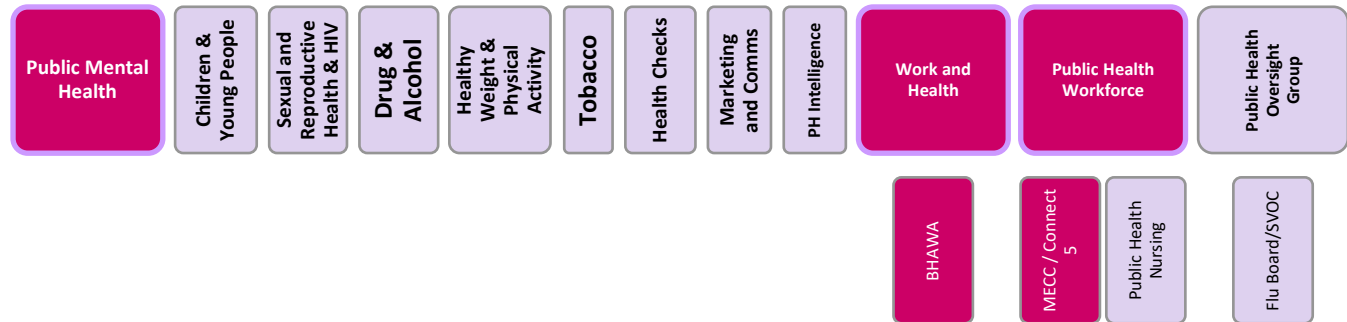 Public Mental
Health
Children &
Young People
Sexual and
Reproductive
Health & HIV
Drug &
Alcohol
Healthy
Weight &
Physical
Activity
Tobacco
Health Checks
Marketing
and Comms
PH Intelligence
Work and
Health
Public Health
Workforce
Public Health
Oversight
Group
BHAWA
MECC / Connect
5
Public Health
Nursing
Flu Board/SVOC